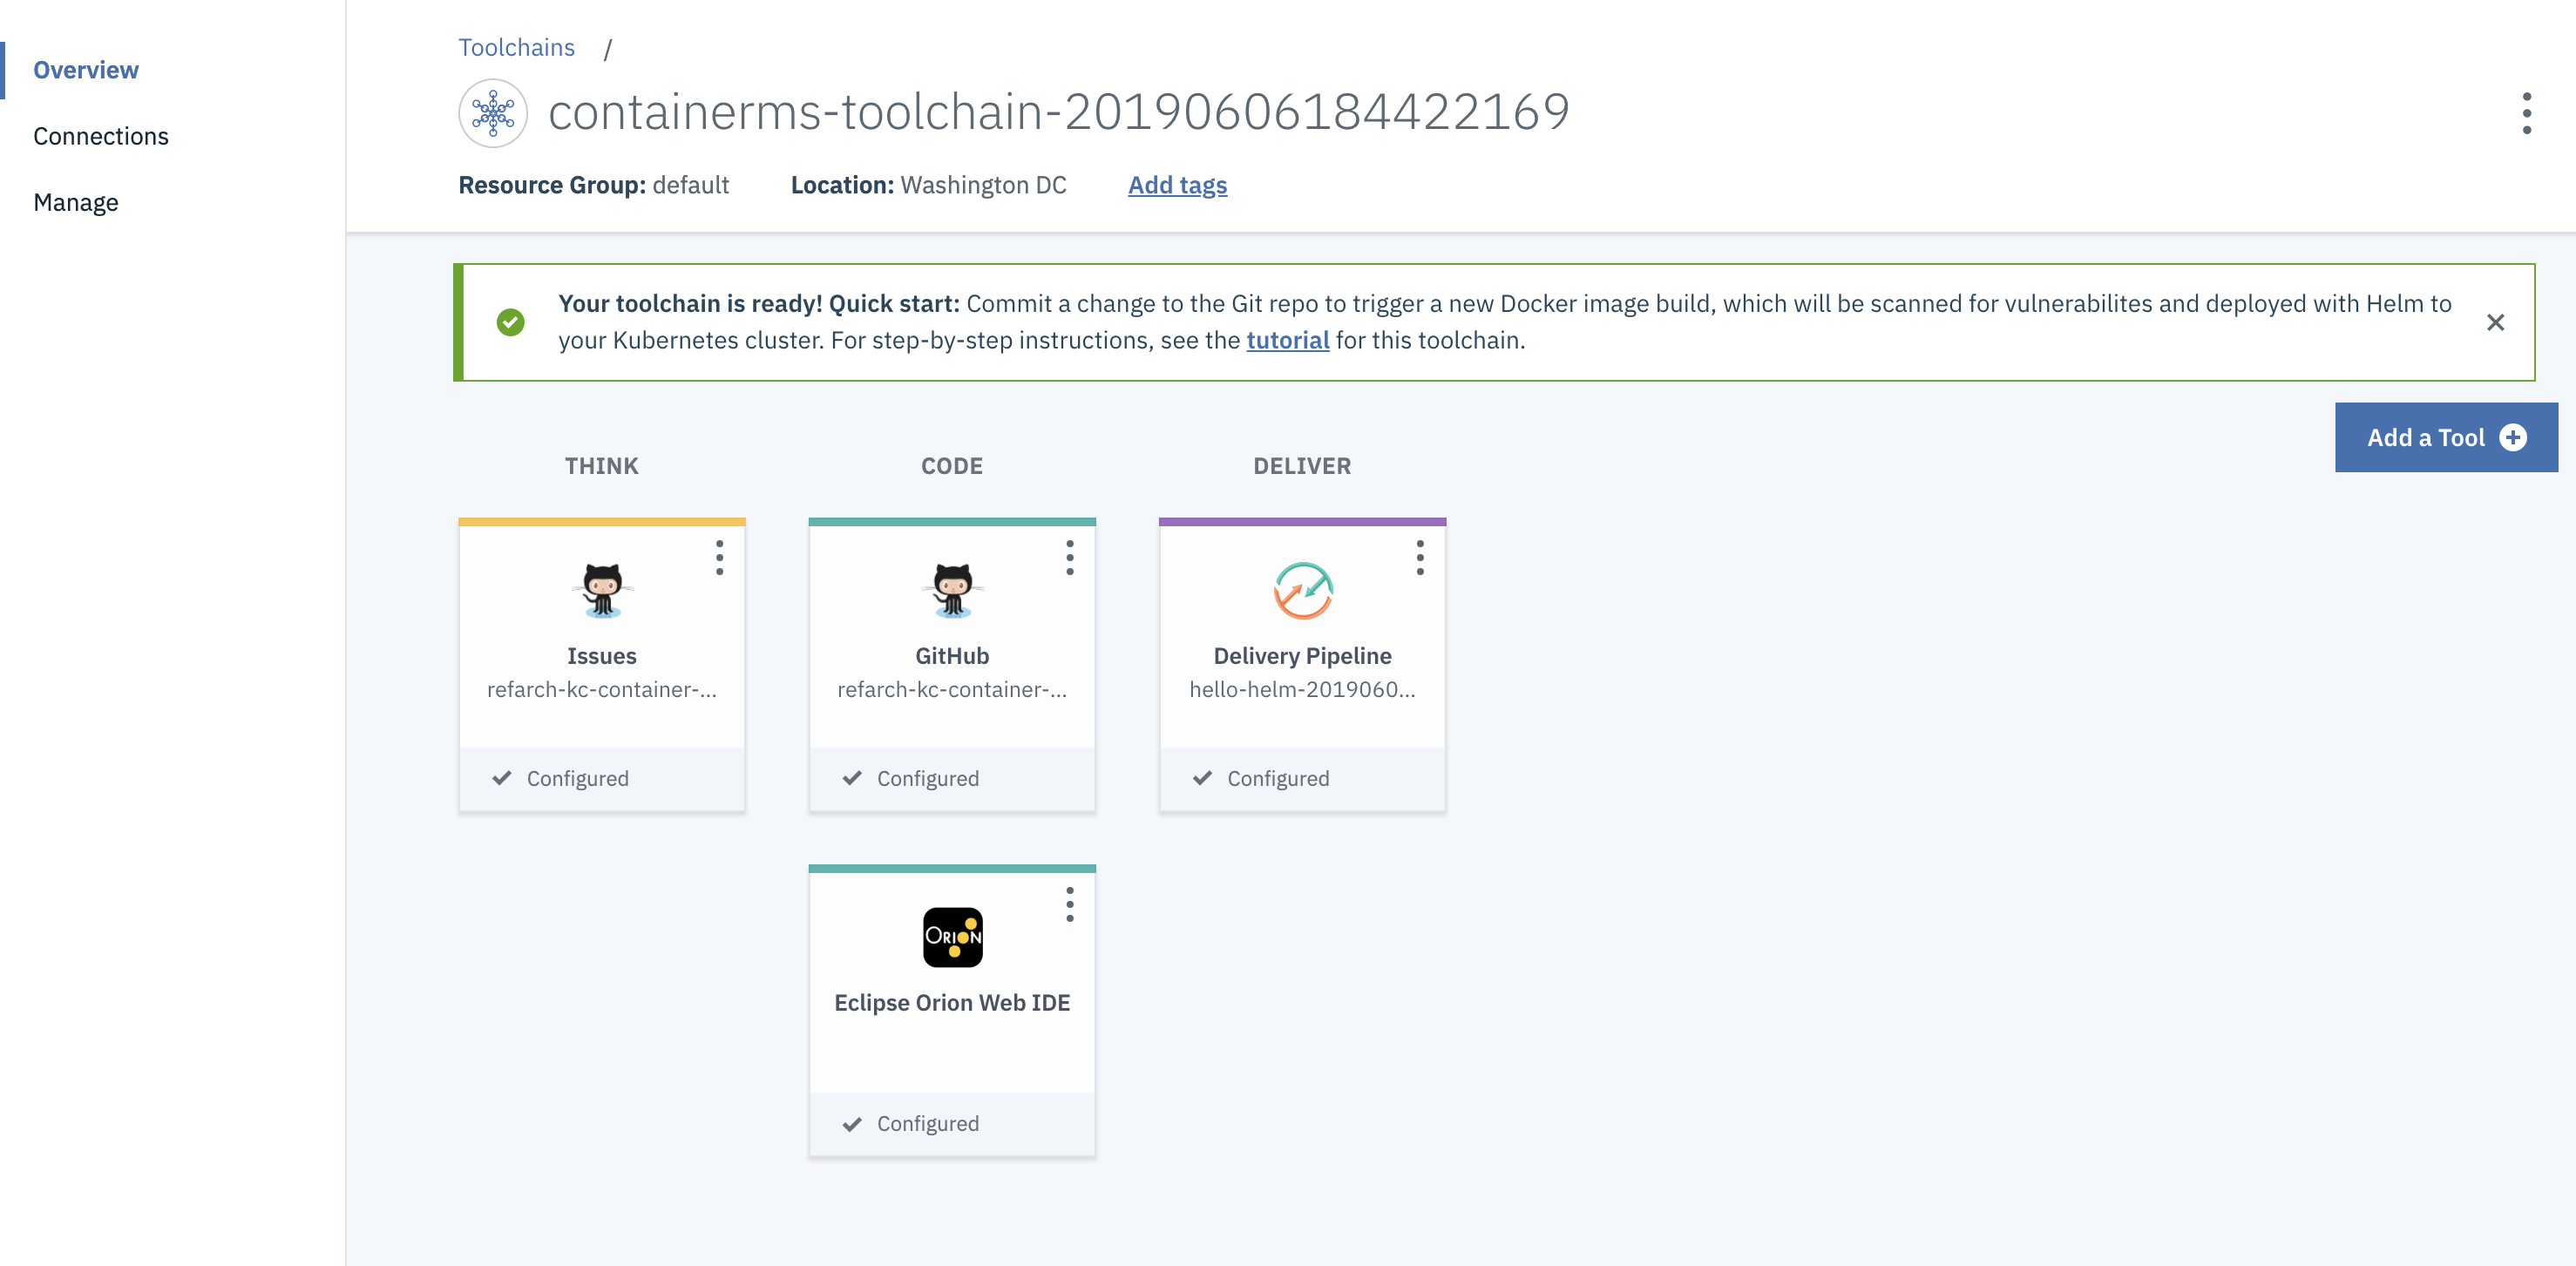 Overview
Connections
Manage
Toolchains /
containerms-toolchain-20190606184422169
Resource Group: default Location: Washington DC Add tags
Your toolchain is ready! Quick start: Commit a change to the Git repo to trigger a new Docker image build, which will be scanned for vulnerabilites and deployed with Helm to
your Kubernetes cluster. For step-by-step instructions, see the tutorial for this toolchain.
Add a Tool
THINK
CODE
DELIVER
Issues
refarch-kc-container-...
Configured
GitHub
refarch-kc-container-...
Configured
Delivery Pipeline
hello-helm-2019060...
Configured
ORION
Eclipse Orion Web IDE
Configured